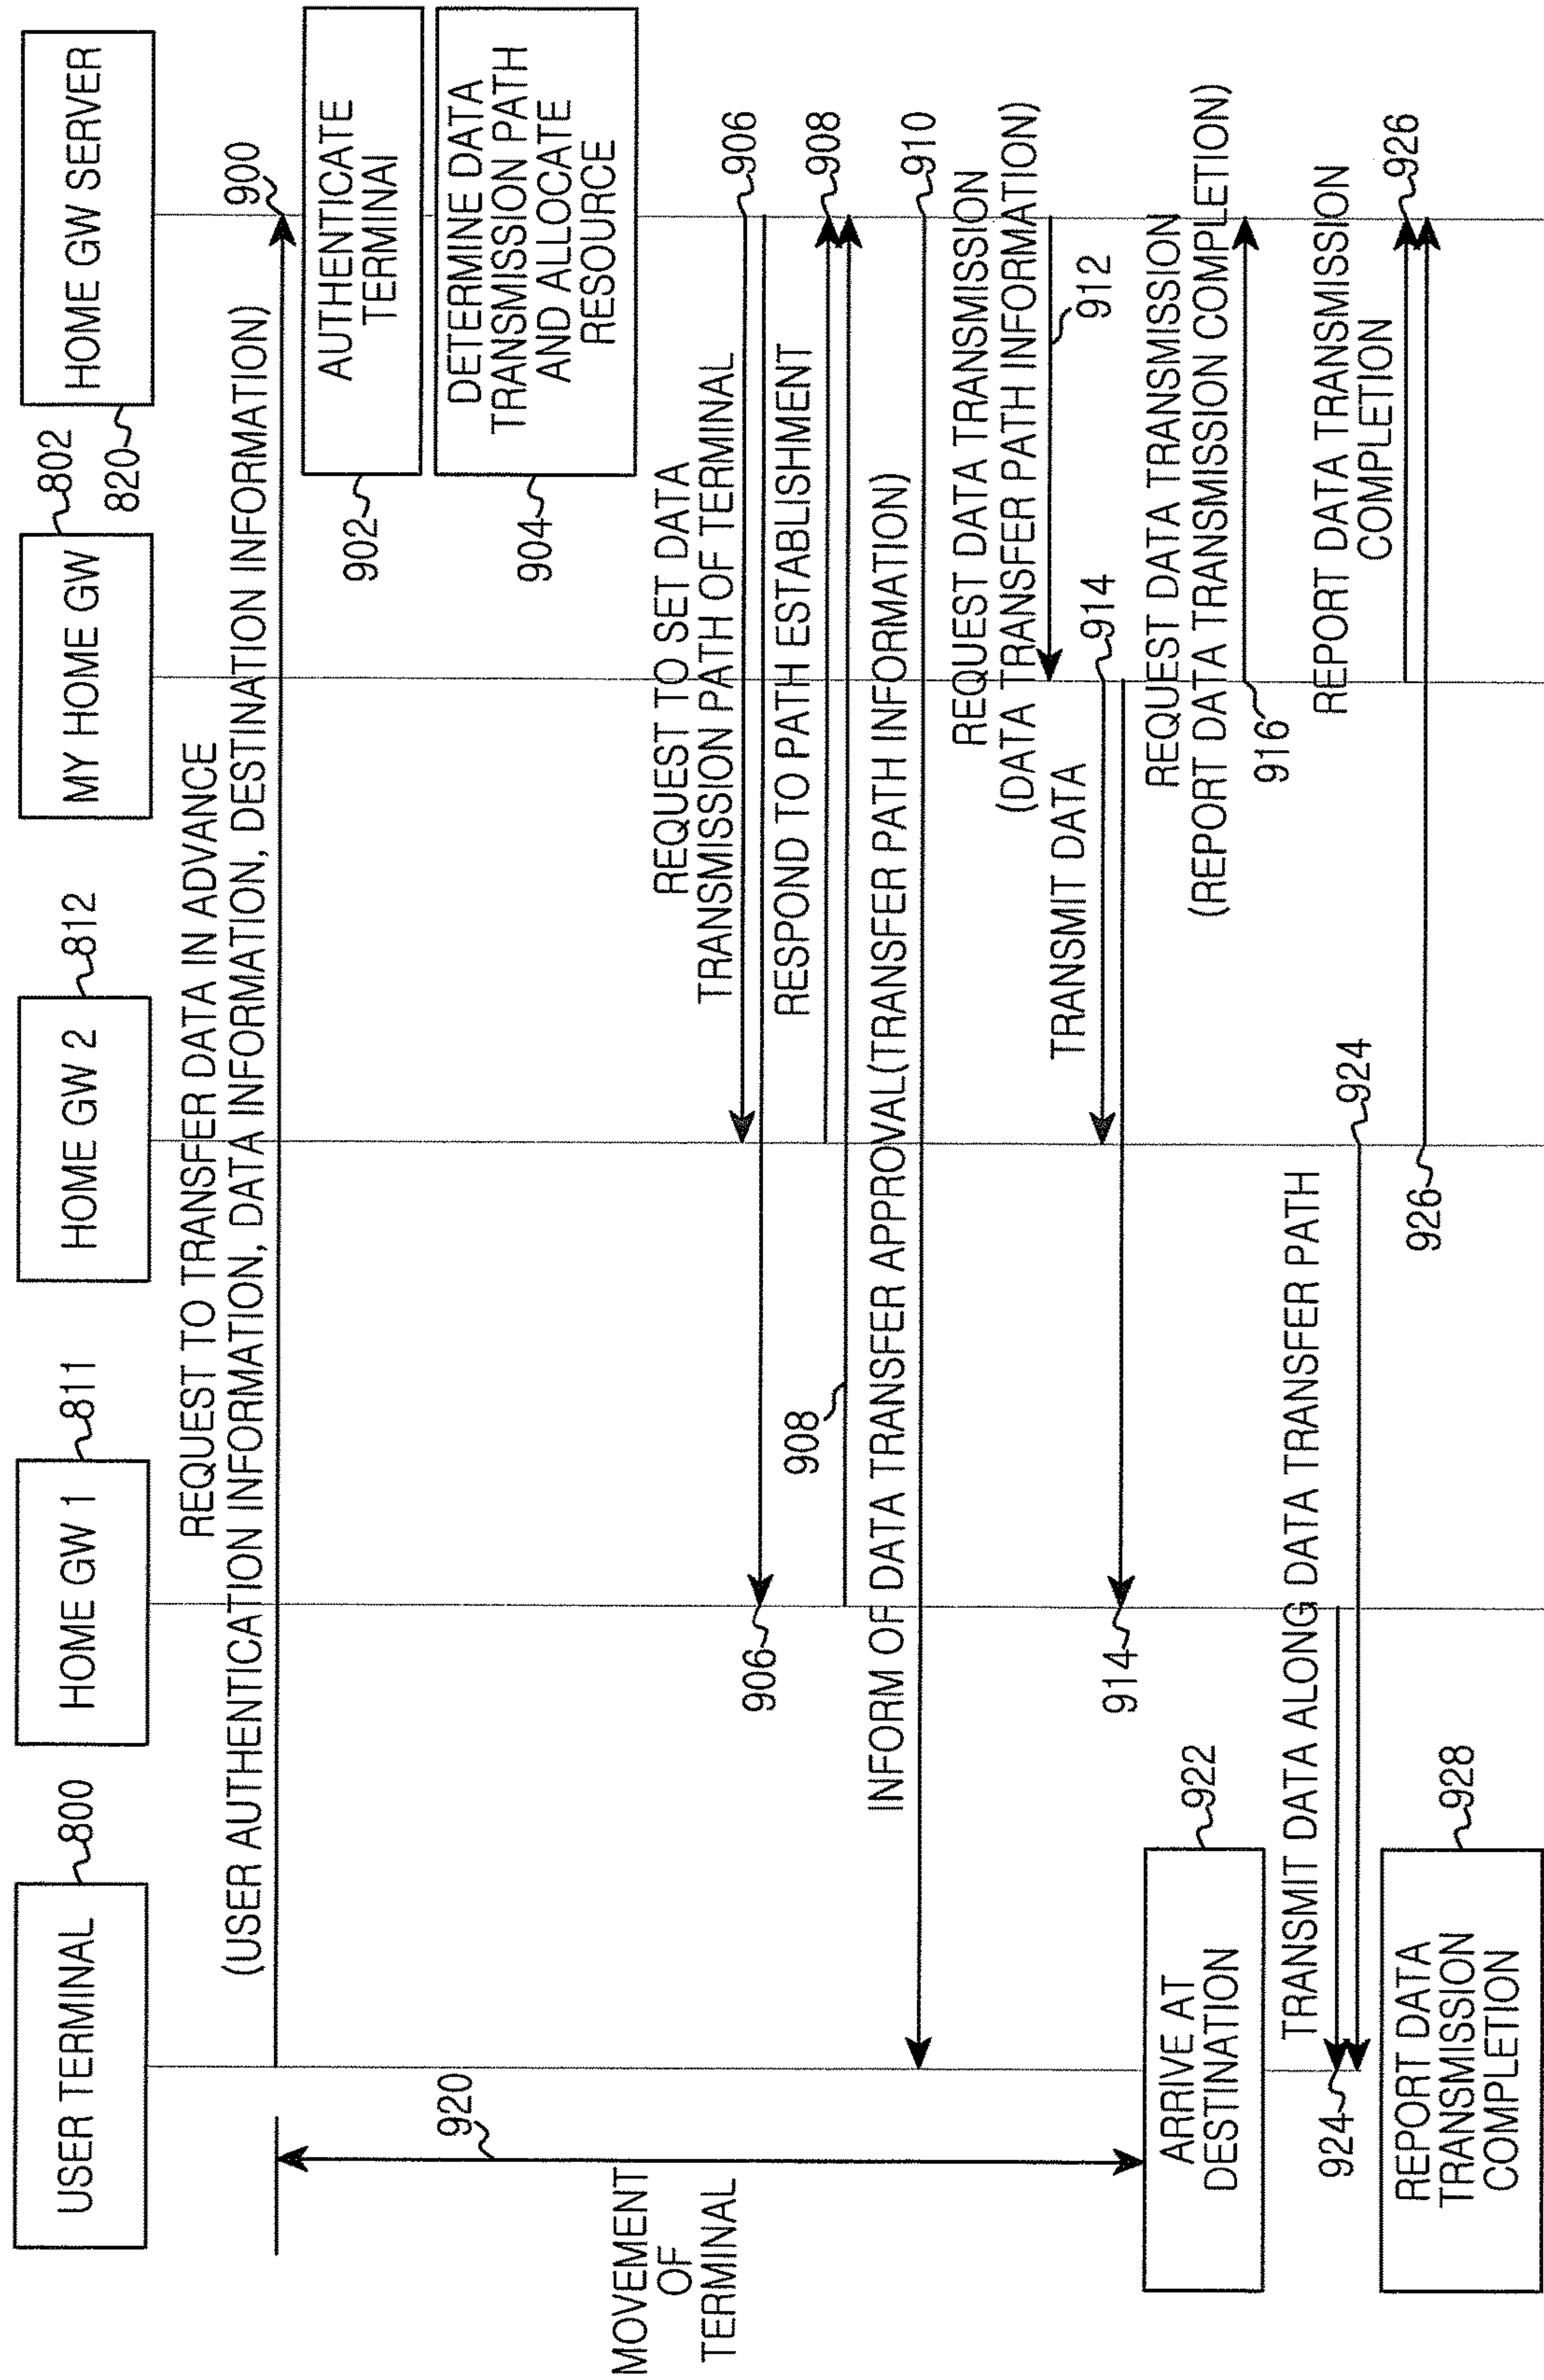 USER TERMINAL
800
HOME GW 1
811
HOME GW 2
812
MY HOME GW
802
HOME GW SERVER
820
REQUEST TO TRANSFER DATA IN ADVANCE
(USER AUTHENTICATION INFORMATION, DATA INFORMATION, DATA INFORMATION, DESTINATION INFORMATION)
900
AUTHENTICATE
TERMINAI
902
DETERMINE DATA
TRANSMISSION PATH
AND ALLOCATE
RESOURCE
904
920
MOVEMENT
OF
TERMINAL
REQUEST TO SET DATA
TRANSMISSION PATH OF TERMINAL
906
906
RESPOND TO PATH ESTABLISHMENT
908
908
INFORM OF DATA TRANSFER APPROVAL(TRANSFER PATH INFORMATION)
910
REQUEST DATA TRANSMISSION
(DATA TRANSFER PATH INFORMATION)
912
TRANSMIT DATA
914
914
REQUEST DATA TRANSMISSION
(REPORT DATA TRANSMISSION COMPLETION)
916
ARRIVE AT
DESTINATION
922
TRANSMIT DATA ALONG DATA TRANSFER PATH
924
924
REPORT DATA TRANSMISSION
COMPLETION
926
926
REPORT DATA
TRANSMISSION
COMPLETION
928